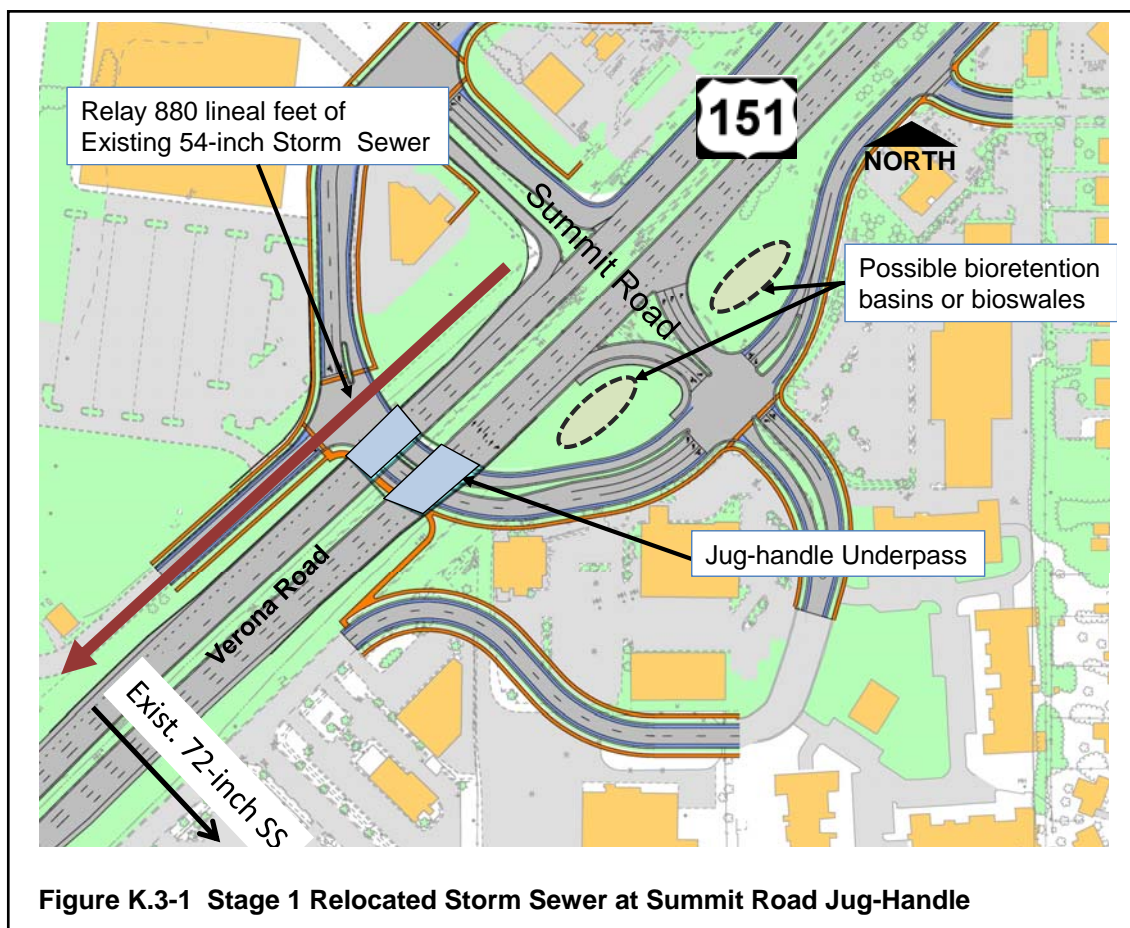 Relay 880 lineal feet of
Existing 54-inch Storm Sewer
151
NORTH
Summit Road
Possible bioretention
basins or bioswales
Jug-handle Underpass
Verona Road
Exist. 72-inch SS
Figure K.3-1 Stage 1 Relocated Storm Sewer at Summit Road Jug-Handle